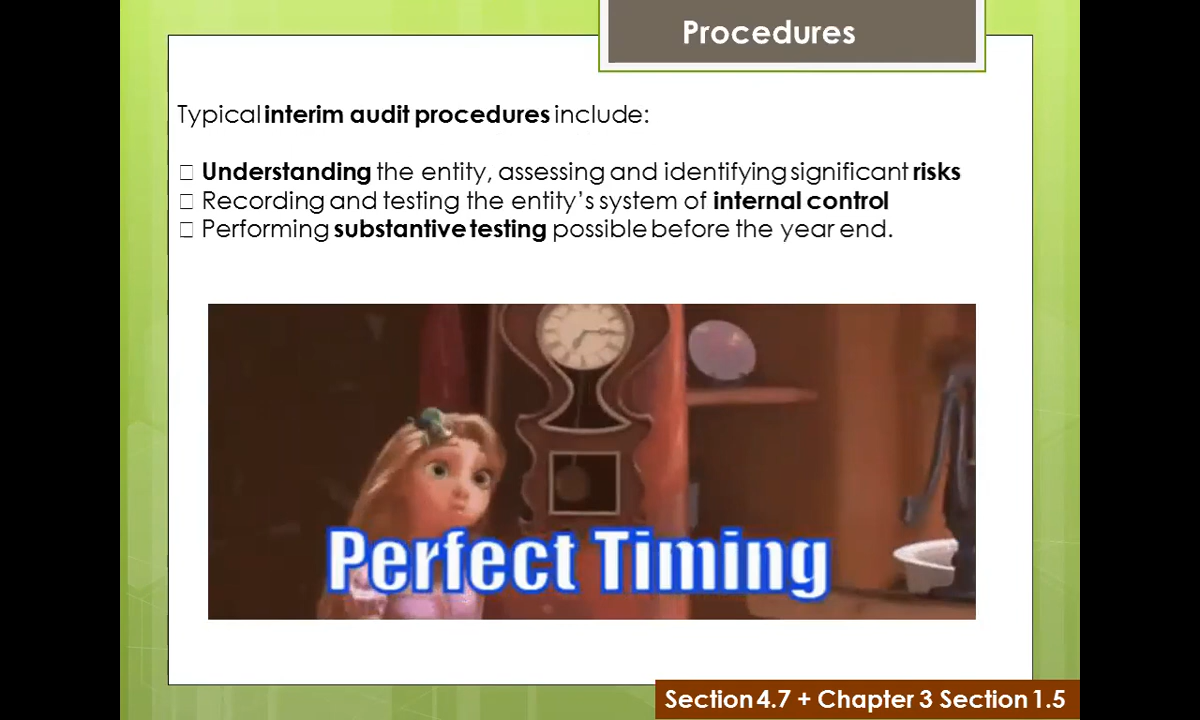 Procedures
Typical interim audit procedures include:
□ Understanding the entity, assessing and identifying significant risks
□ Recording and testing the entity’s system of internal control
□ Performing substantive testing possible before the year end.
Perfect Timing
Section 4.7 + Chapter 3 Section 1.5